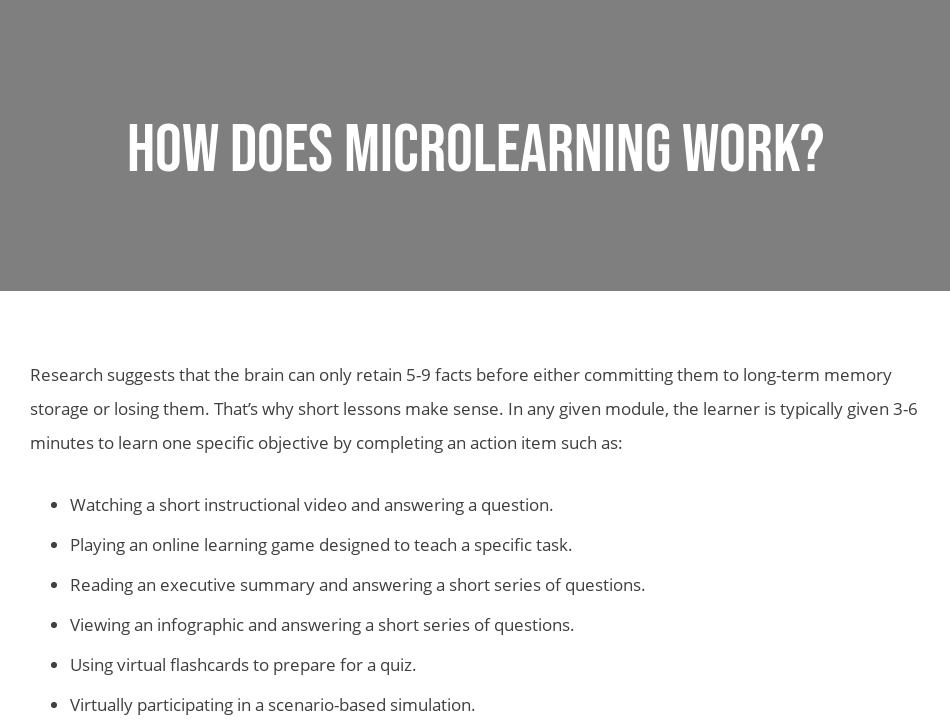 HOW DOES MICROLEARNING WORK?
Research suggests that the brain can only retain 5-9 facts before either committing them to long-term memory
storage or losing them. That’s why short lessons make sense. In any given module, the learner is typically given 3-6
minutes to learn one specific objective by completing an action item such as:
• Watching a short instructional video and answering a question.
• Playing an online learning game designed to teach a specific task.
• Reading an executive summary and answering a short series of questions.
• Viewing an infographic and answering a short series of questions.
• Using virtual flashcards to prepare for a quiz.
• Virtually participating in a scenario-based simulation.